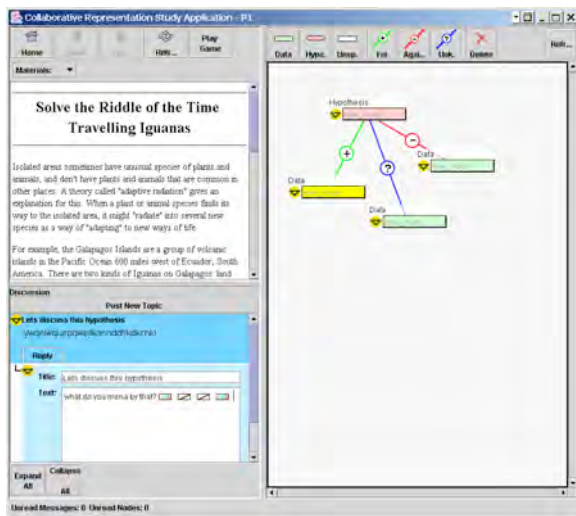 Collaborative Representation Study Application - P1
Home
Refr...
Play Game
Data
Hypo.
Unsp.
For
Agai...
Unk.
Delete
Refr...
Materials:
Solve the Riddle of the Time
Travelling Iguanas
Isolated areas sometimes have unusual species of plants and
animals, and don't have plants and animals that are common in
other places. A theory called "adaptive radiation" gives an
explanation for this. When a plant or animal species finds its
way to the isolated area, it might "radiate" into several new
species as a way of "adapting" to new ways of life.
For example, the Galapagos Islands are a group of volcanic
islands in the Pacific Ocean 600 miles west of Ecuador, South
America. There are two kinds of Iguanas on Galapagos: land
Discussion
Post New Topic
Lets discuss this hypothesis
Reply
Title: Lets discuss this hypothesis
Text: what do you mena by that?
Expand All
Collapse All
Unread Messages: 0 Unread Nodes: 0
Hypothesis
+
?
−
Data
Data
Data